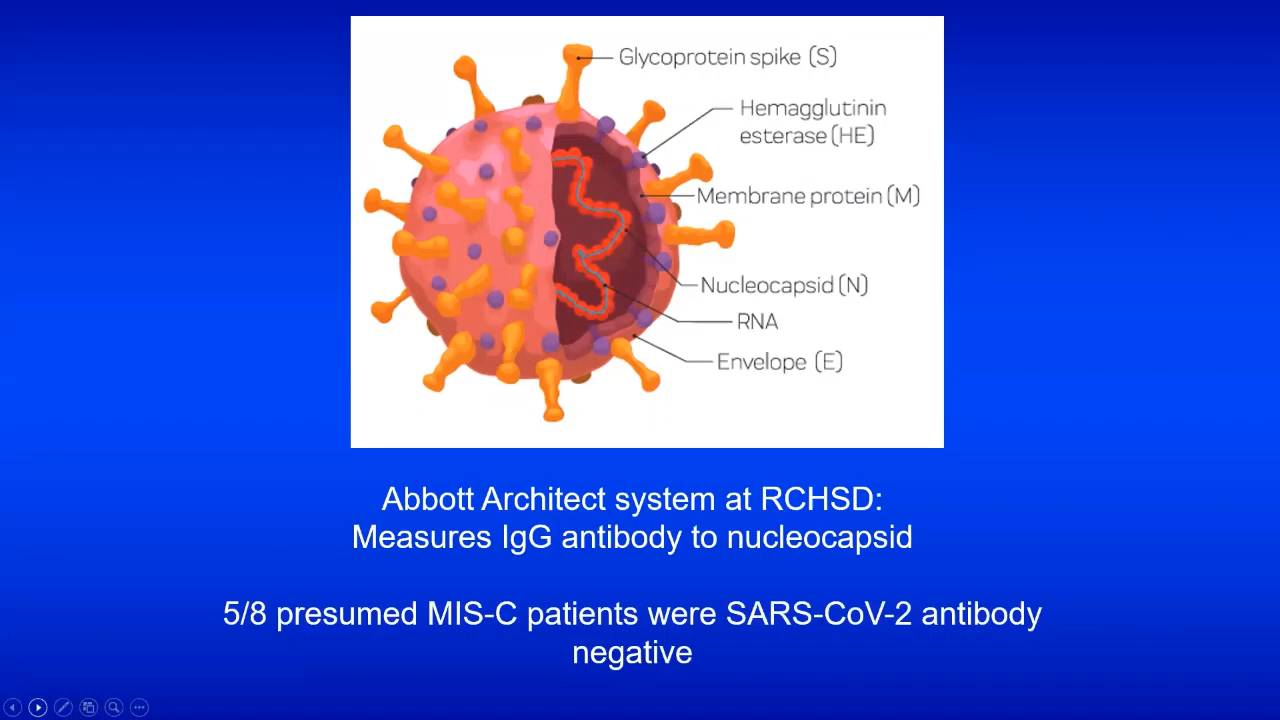 Glycoprotein spike (S)
Hemagglutinin
esterase (HE)
Membrane protein (M)
Nucleocapsid (N)
RNA
Envelope (E)
Abbott Architect system at RCHSD:
Measures IgG antibody to nucleocapsid
5/8 presumed MIS-C patients were SARS-CoV-2 antibody
negative